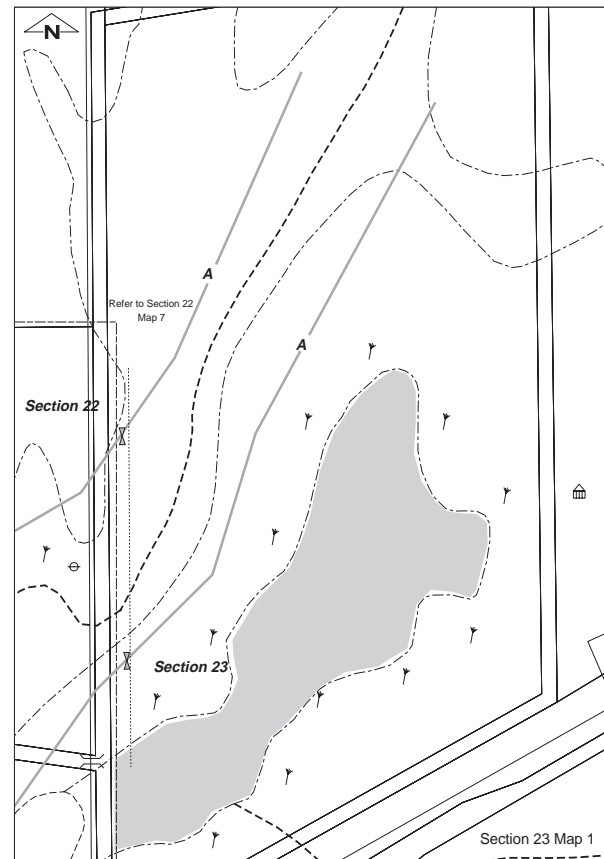 N
A
Refer to Section 22
Map 7
A
Section 22
Section 23
Section 23 Map 1